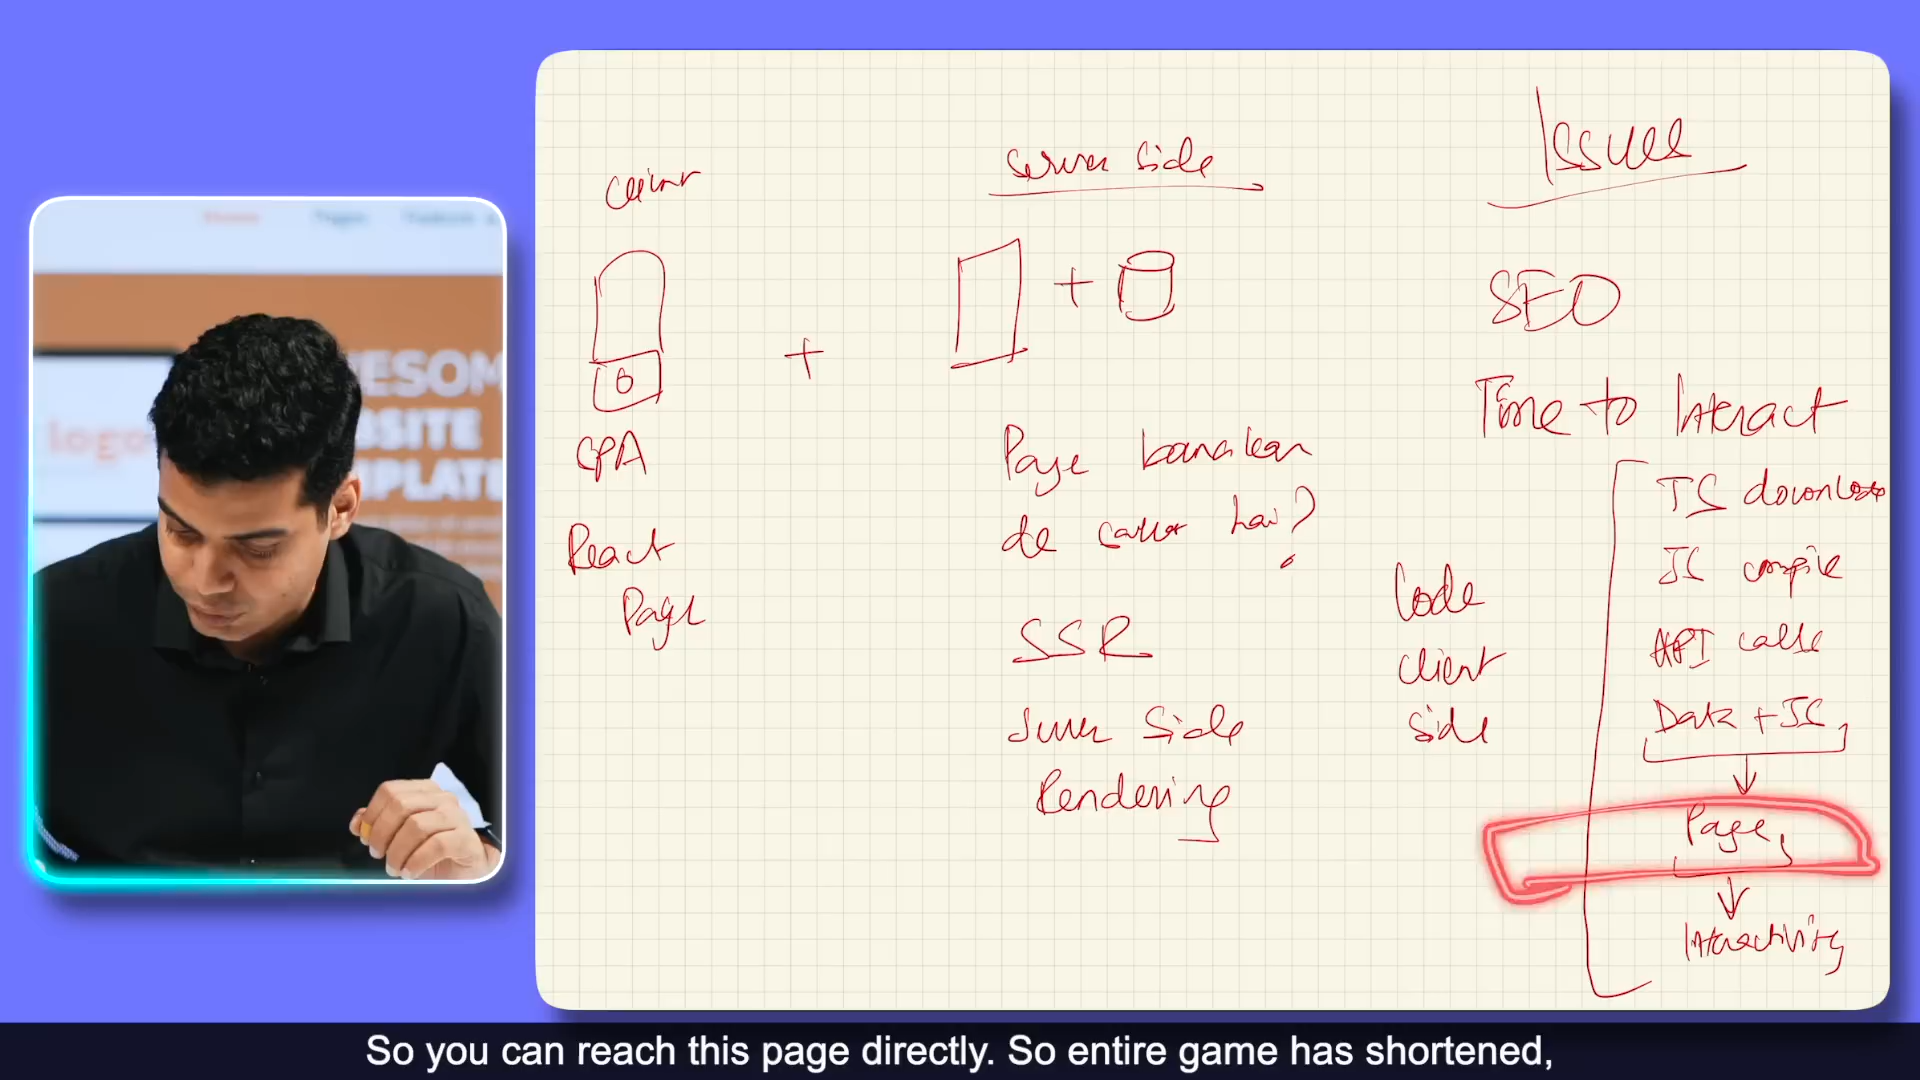 Client
SPA
React
Page
+
Server Side
+
Page banakar
de sakta hai?
SSR
Server Side
Rendering
Issues
SEO
Time to Interact
Code
client
side
JS download
JS compile
API calls
Data + JS
Page
Interactivity
logo
Pages
So you can reach this page directly. So entire game has shortened,